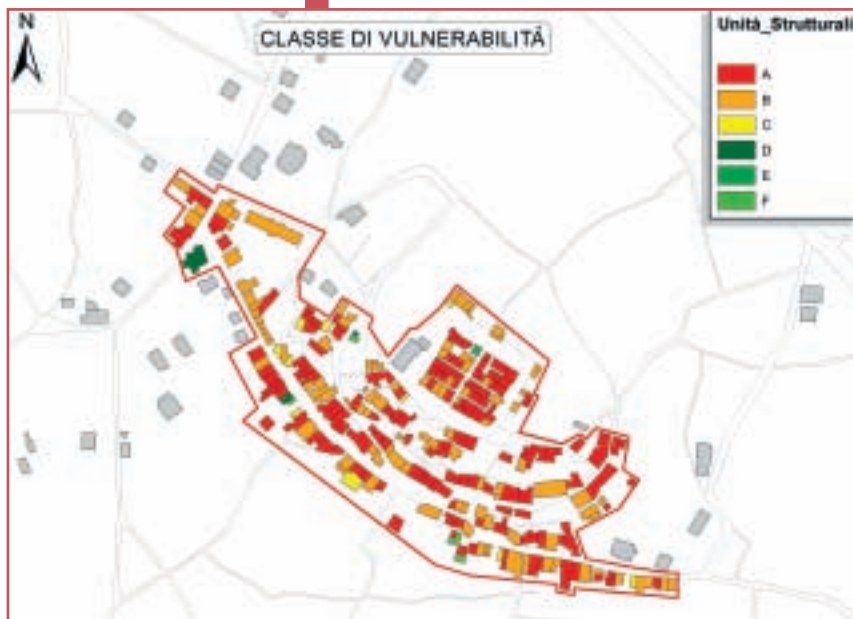 N
CLASSE DI VULNERABILITÀ
Unità_Strutturali
A
B
C
D
E
F